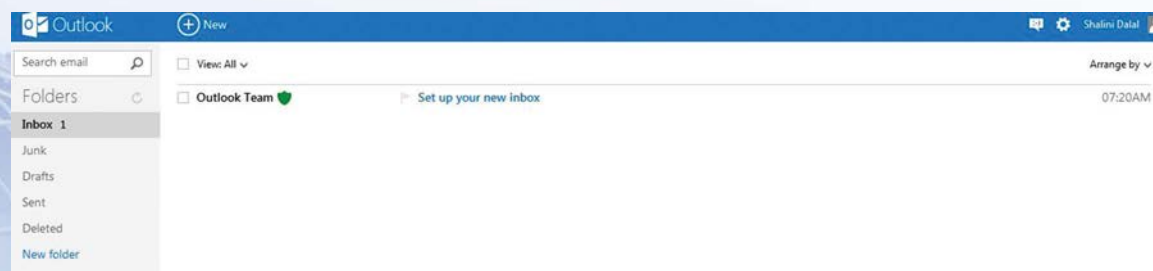 Outlook New Shalini Dalal
Search email View: All Arrange by
Folders Outlook Team Set up your new inbox 07:20AM
Inbox 1
Junk
Drafts
Sent
Deleted
New folder